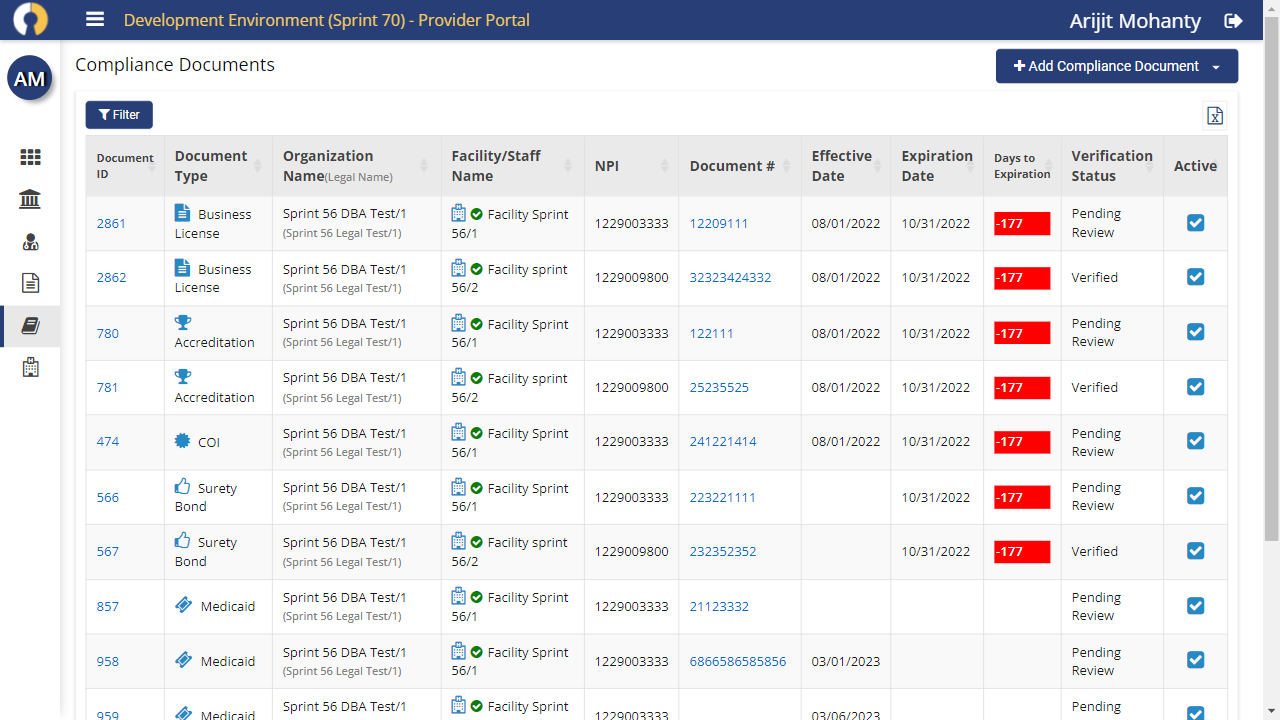 Development Environment (Sprint 70) - Provider Portal
Arijit Mohanty
AM
Compliance Documents
Add Compliance Document
Filter
Document ID
Document Type
Organization Name(Legal Name)
Facility/Staff Name
NPI
Document #
Effective Date
Expiration Date
Days to Expiration
Verification Status
Active
2861 Business License Sprint 56 DBA Test/1 (Sprint 56 Legal Test/1) Facility Sprint 56/1 1229003333 12209111 08/01/2022 10/31/2022 -177 Pending Review
2862 Business License Sprint 56 DBA Test/1 (Sprint 56 Legal Test/1) Facility sprint 56/2 1229009800 32323424332 08/01/2022 10/31/2022 -177 Verified
780 Accreditation Sprint 56 DBA Test/1 (Sprint 56 Legal Test/1) Facility Sprint 56/1 1229003333 122111 08/01/2022 10/31/2022 -177 Pending Review
781 Accreditation Sprint 56 DBA Test/1 (Sprint 56 Legal Test/1) Facility sprint 56/2 1229009800 25235525 08/01/2022 10/31/2022 -177 Verified
474 COI Sprint 56 DBA Test/1 (Sprint 56 Legal Test/1) Facility Sprint 56/1 1229003333 241221414 08/01/2022 10/31/2022 -177 Pending Review
566 Surety Bond Sprint 56 DBA Test/1 (Sprint 56 Legal Test/1) Facility Sprint 56/1 1229003333 223221111 10/31/2022 -177 Pending Review
567 Surety Bond Sprint 56 DBA Test/1 (Sprint 56 Legal Test/1) Facility sprint 56/2 1229009800 232352352 10/31/2022 -177 Verified
857 Medicaid Sprint 56 DBA Test/1 (Sprint 56 Legal Test/1) Facility Sprint 56/1 1229003333 21123332 Pending Review
958 Medicaid Sprint 56 DBA Test/1 (Sprint 56 Legal Test/1) Facility Sprint 56/1 1229003333 6866586585856 03/01/2023 Pending Review
959 Medicaid Sprint 56 DBA Test/1 Facility Sprint 1229003333 03/06/2023 Pending